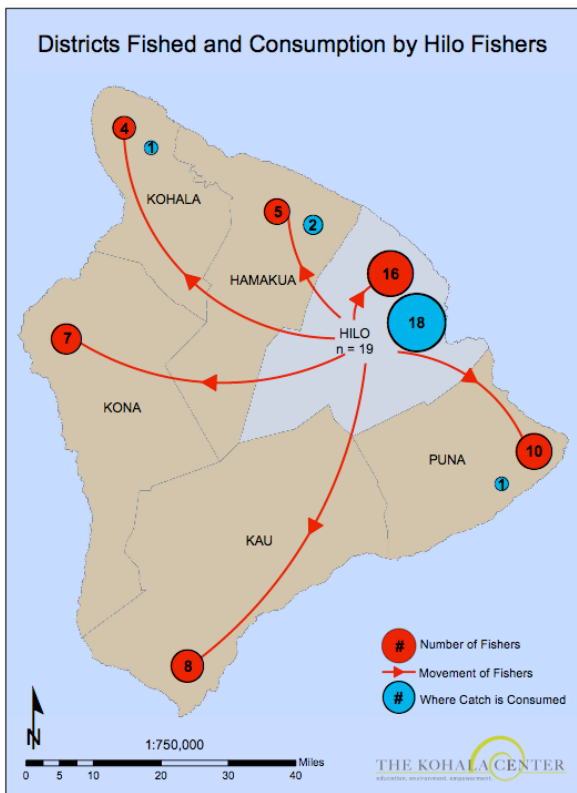 Districts Fished and Consumption by Hilo Fishers
4
1
KOHALA
5
2
HAMAKUA
16
18
HILO
n = 19
7
KONA
10
PUNA
1
KAU
8
# Number of Fishers
Movement of Fishers
# Where Catch is Consumed
N
1:750,000
Miles
0 5 10 20 30 40
THE KOHALA CENTER
education, environment, empowerment.